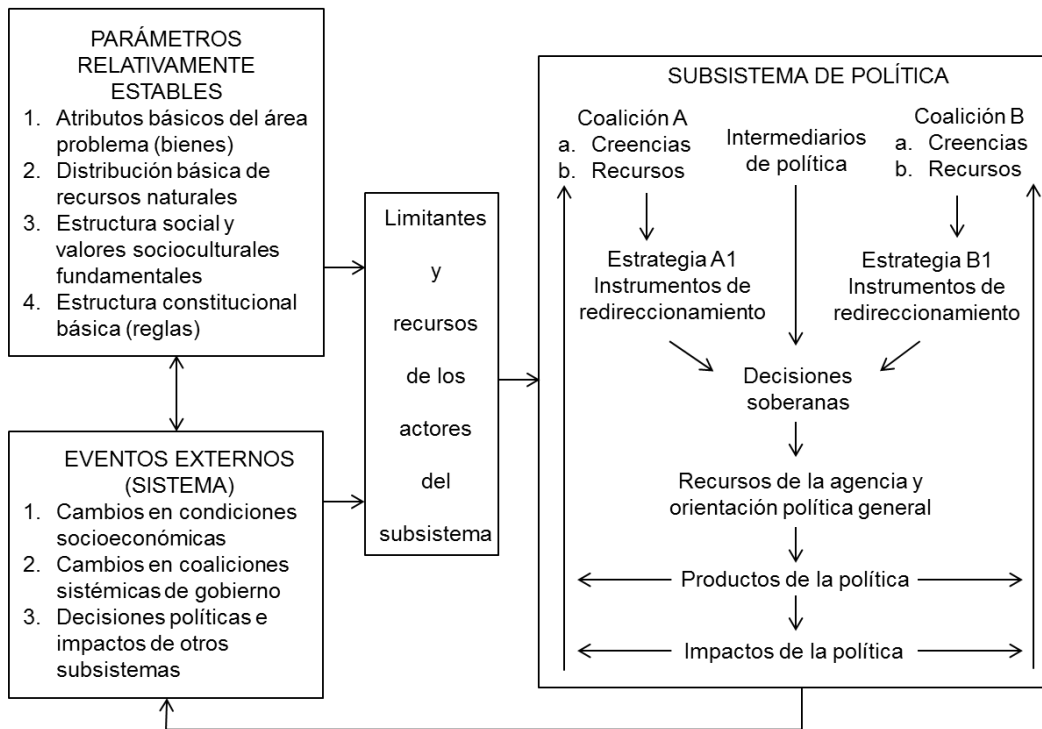 PARÁMETROS
RELATIVAMENTE
ESTABLES
1. Atributos básicos del área
problema (bienes)
2. Distribución básica de
recursos naturales
3. Estructura social y
valores socioculturales
fundamentales
4. Estructura constitucional
básica (reglas)
EVENTOS EXTERNOS
(SISTEMA)
1. Cambios en condiciones
socioeconómicas
2. Cambios en coaliciones
sistémicas de gobierno
3. Decisiones políticas e
impactos de otros
subsistemas
Limitantes
y
recursos
de los
actores
del
subsistema
SUBSISTEMA DE POLÍTICA
Coalición A
a. Creencias
b. Recursos
Intermediarios
de política
Coalición B
a. Creencias
b. Recursos
Estrategia A1
Instrumentos de
redireccionamiento
Estrategia B1
Instrumentos de
redireccionamiento
Decisiones
soberanas
Recursos de la agencia y
orientación política general
Productos de la política
Impactos de la política